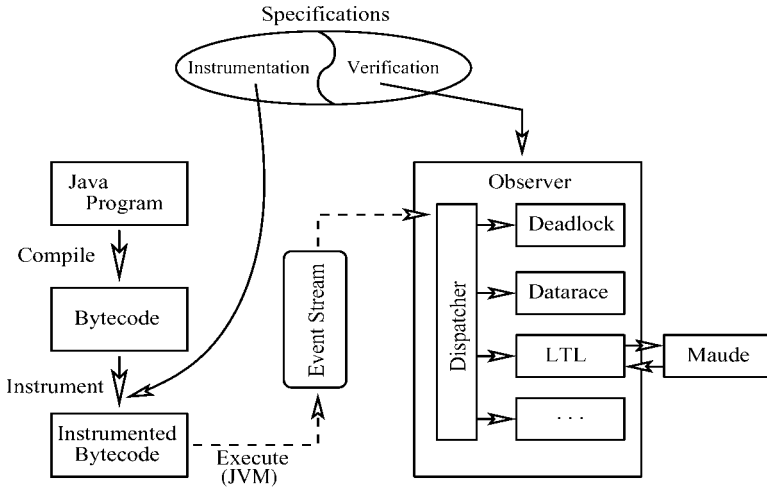 Specifications
Instrumentation
Verification
Java
Program
Compile
Bytecode
Instrument
Instrumented
Bytecode
Execute
(JVM)
Event Stream
Observer
Dispatcher
Deadlock
Datarace
LTL
. . .
Maude